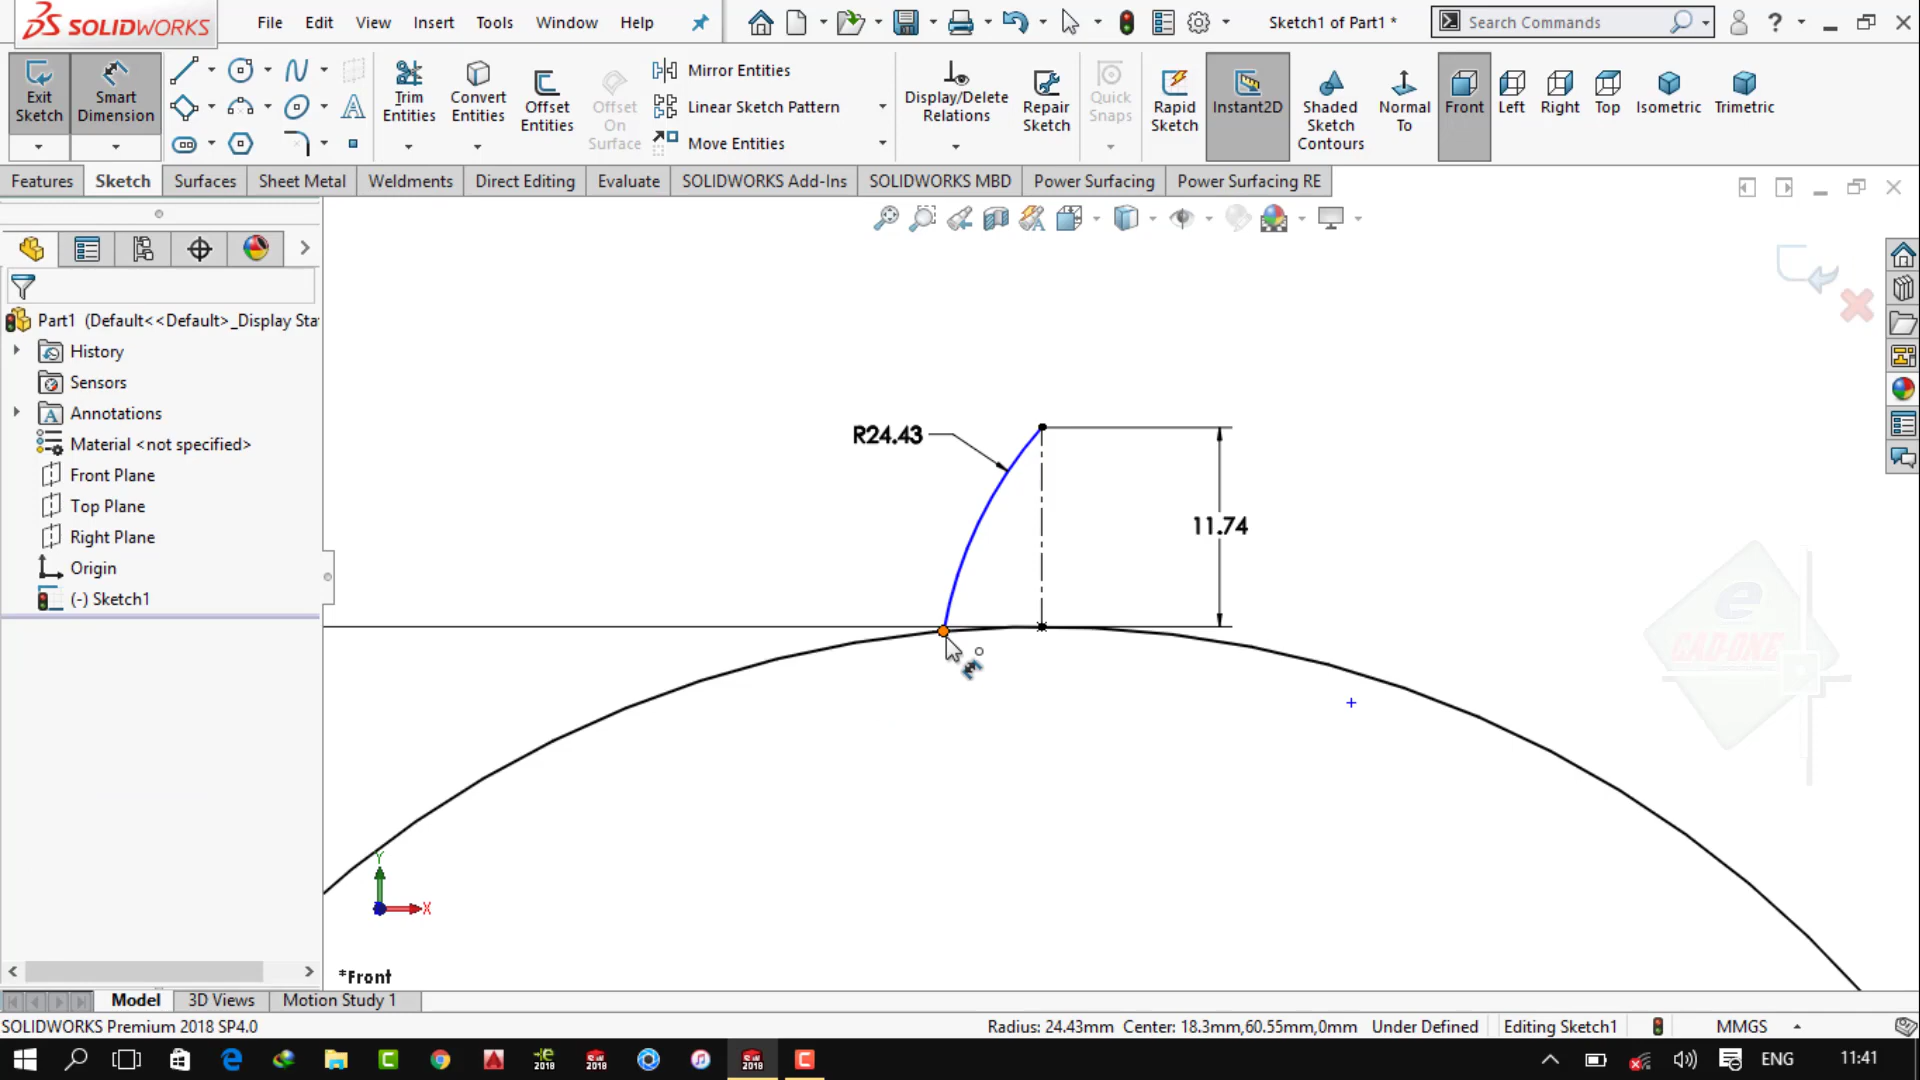 SOLIDWORKS File Edit View Insert Tools Window Help Sketch1 of Part1 * Search Commands
Exit Sketch Smart Dimension Trim Entities Convert Entities Offset Entities Offset On Surface Mirror Entities Linear Sketch Pattern Move Entities Display/Delete Relations Repair Sketch Quick Snaps Rapid Sketch Instant2D Shaded Sketch Contours Normal To Front Left Right Top Isometric Trimetric
Features Sketch Surfaces Sheet Metal Weldments Direct Editing Evaluate SOLIDWORKS Add-Ins SOLIDWORKS MBD Power Surfacing Power Surfacing RE
Part1 (Default<<Default>_Display Sta
History
Sensors
Annotations
Material <not specified>
Front Plane
Top Plane
Right Plane
Origin
(-) Sketch1
R24.43
11.74
e
CAD-ONE
Y
X
*Front
Model 3D Views Motion Study 1
SOLIDWORKS Premium 2018 SP4.0 Radius: 24.43mm Center: 18.3mm,60.55mm,0mm Under Defined Editing Sketch1 MMGS
ENG 11:41